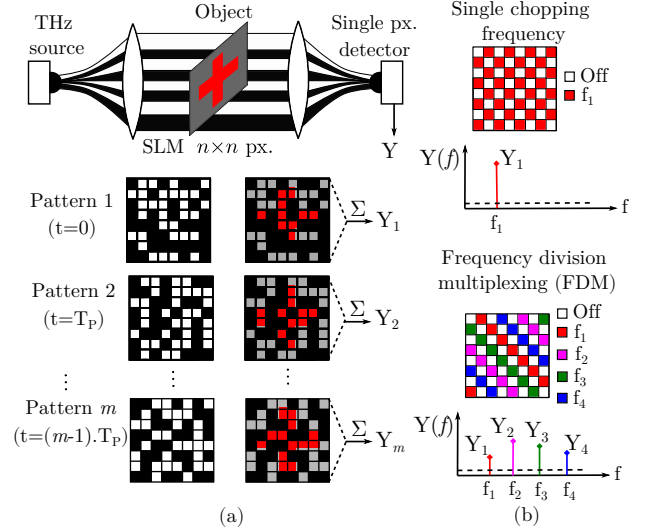 THz
source
Object
Single px.
detector
SLM n×n px.
Y
Pattern 1
(t=0)
Σ
Y₁
Pattern 2
(t=T_P)
Σ
Y₂
⋮
⋮
⋮
Pattern m
(t=(m-1).T_P)
Σ
Yₘ
(a)
Single chopping
frequency
Off
f₁
Y(f)
Y₁
f
f₁
Frequency division
multiplexing (FDM)
Off
f₁
f₂
f₃
f₄
Y(f)
Y₁ Y₂ Y₃ Y₄
f
f₁ f₂ f₃ f₄
(b)